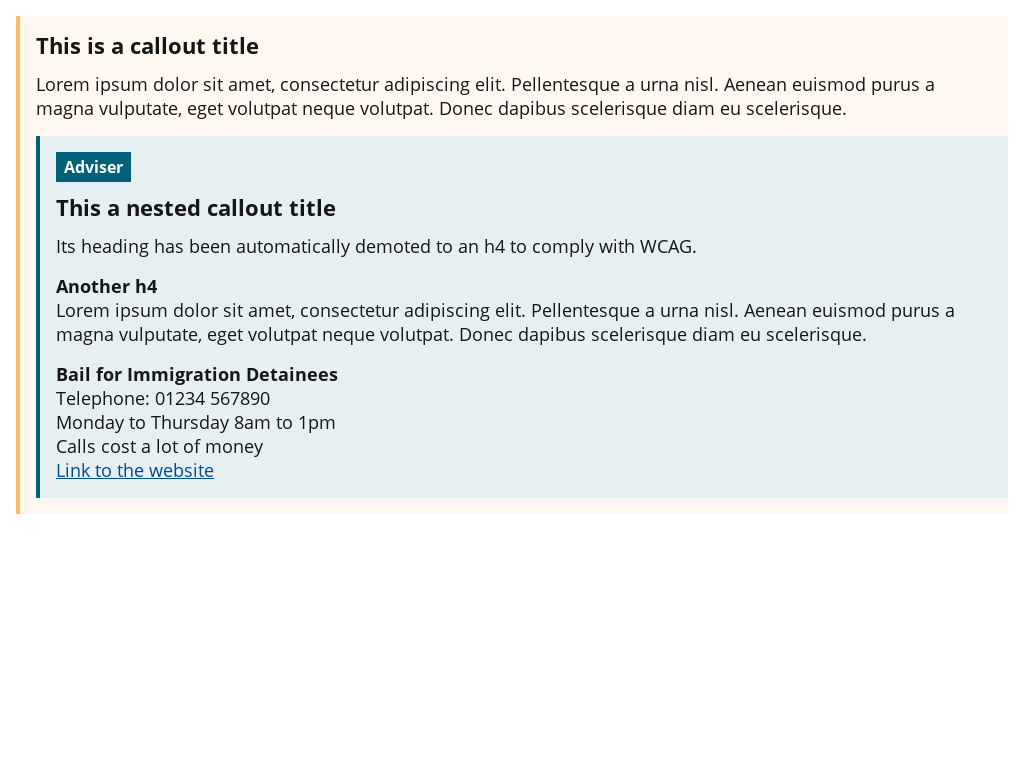 This is a callout title
Lorem ipsum dolor sit amet, consectetur adipiscing elit. Pellentesque a urna nisl. Aenean euismod purus a
magna vulputate, eget volutpat neque volutpat. Donec dapibus scelerisque diam eu scelerisque.
Adviser
This a nested callout title
Its heading has been automatically demoted to an h4 to comply with WCAG.
Another h4
Lorem ipsum dolor sit amet, consectetur adipiscing elit. Pellentesque a urna nisl. Aenean euismod purus a
magna vulputate, eget volutpat neque volutpat. Donec dapibus scelerisque diam eu scelerisque.
Bail for Immigration Detainees
Telephone: 01234 567890
Monday to Thursday 8am to 1pm
Calls cost a lot of money
Link to the website